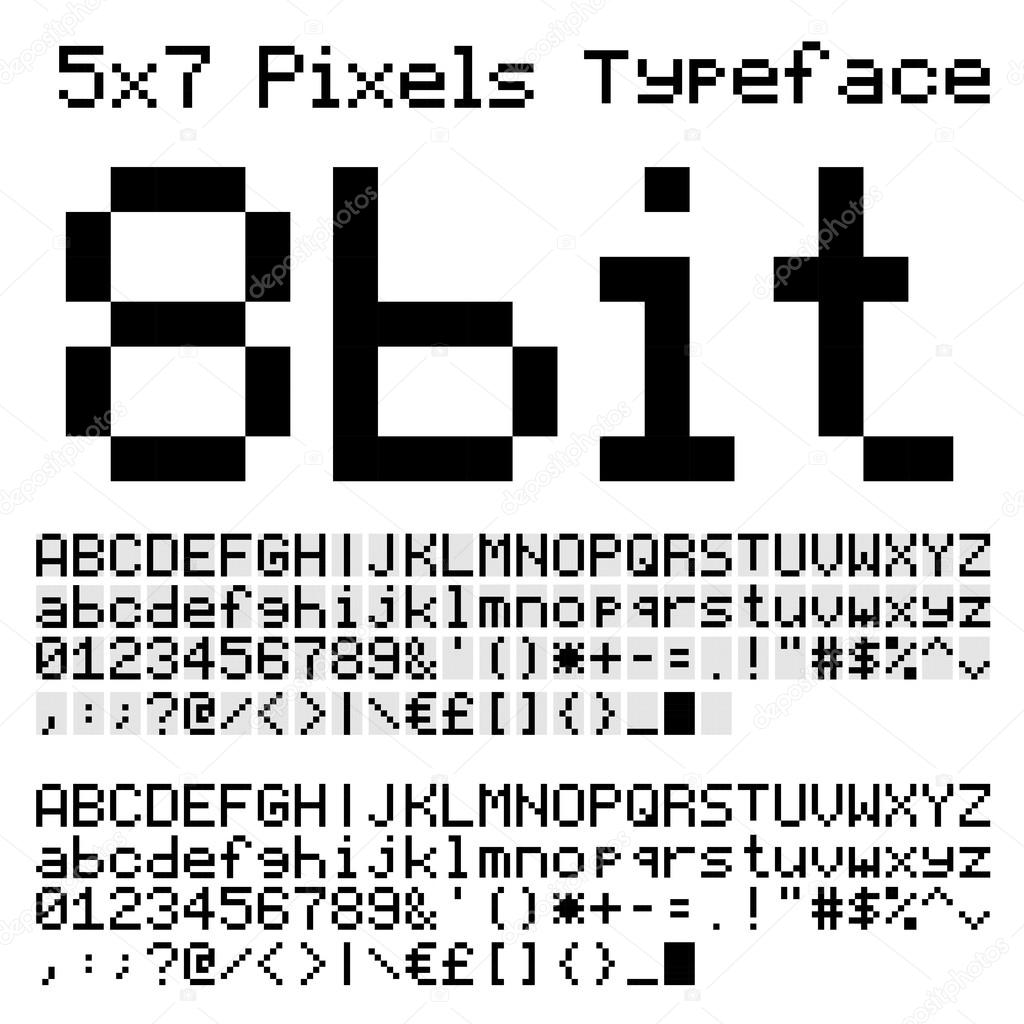 5x7 Pixels Typeface
8bit
ABCDEFGHIJKLMNOPQRSTUVWXYZ
abcdefghijklmnopqrstuvwxyz
0123456789&'()*+-=.!"#$%^⌄
,:;?@/<>|\€£[]{}_█
ABCDEFGHIJKLMNOPQRSTUVWXYZ
abcdefghijklmnopqrstuvwxyz
0123456789&'()*+-=.!"#$%^⌄
,:;?@/<>|\€£[]{}_█